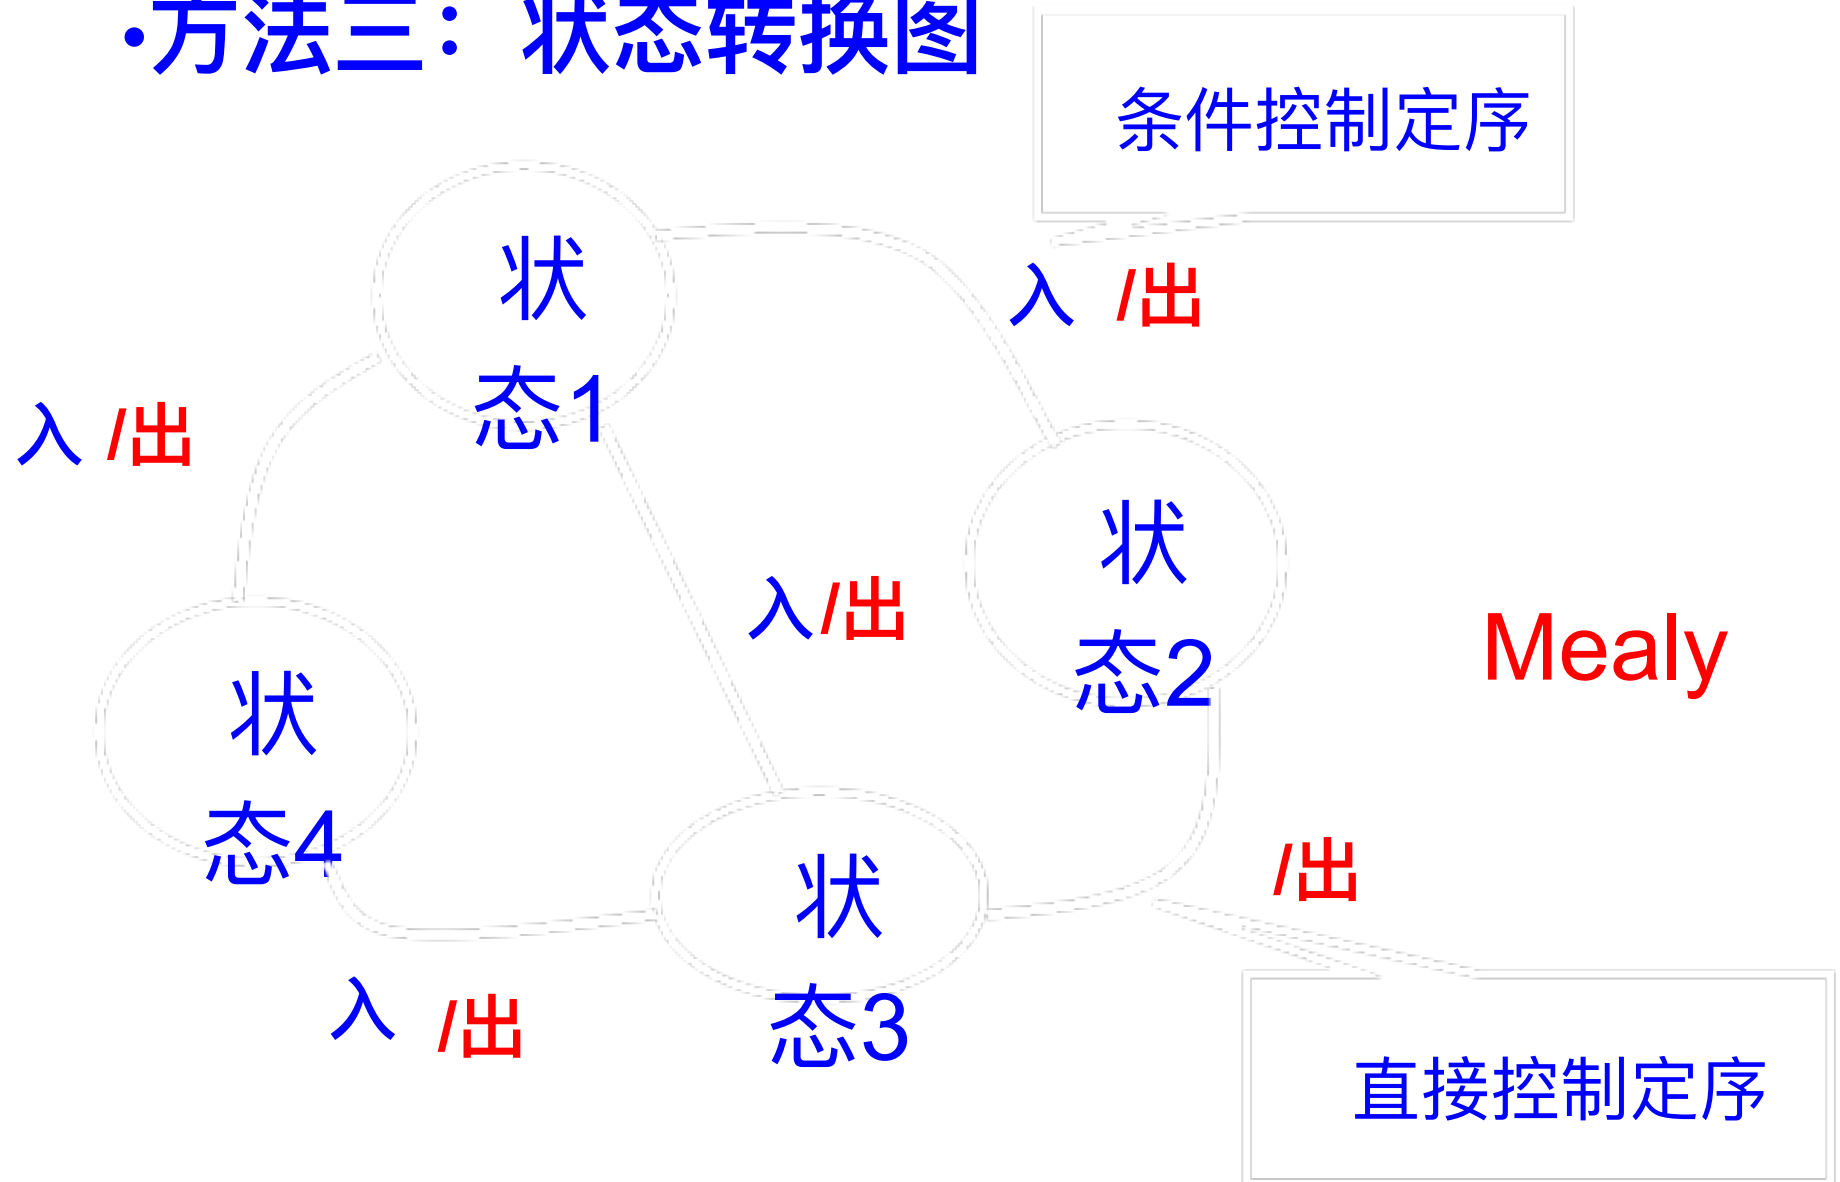 •方法三：状态转换图
条件控制定序
状
态1
入 /出
入 /出
状
态2
入/出
Mealy
状
态4
/出
状
态3
入 /出
直接控制定序